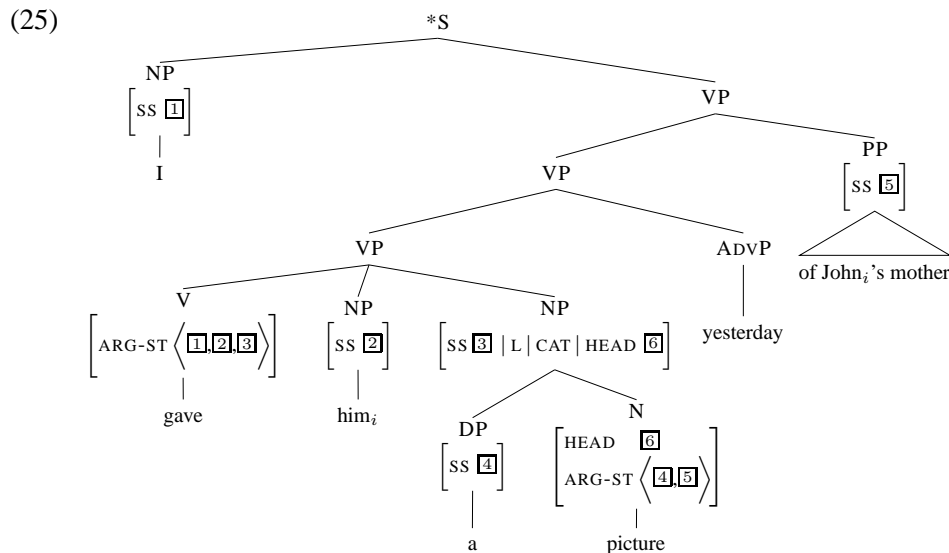 (25)
*S
NP
[SS 1]
I
VP
VP
PP
[SS 5]
of John_i's mother
VP
ADVP
yesterday
V
[ARG-ST ⟨1,2,3⟩]
gave
NP
[SS 2]
him_i
NP
[SS 3 | L | CAT | HEAD 6]
DP
[SS 4]
a
N
[HEAD 6
ARG-ST ⟨4,5⟩]
picture